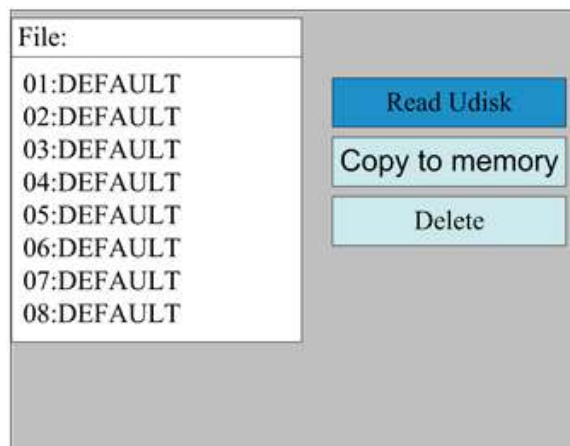 File:
01:DEFAULT
02:DEFAULT
03:DEFAULT
04:DEFAULT
05:DEFAULT
06:DEFAULT
07:DEFAULT
08:DEFAULT
Read Udisk
Copy to memory
Delete